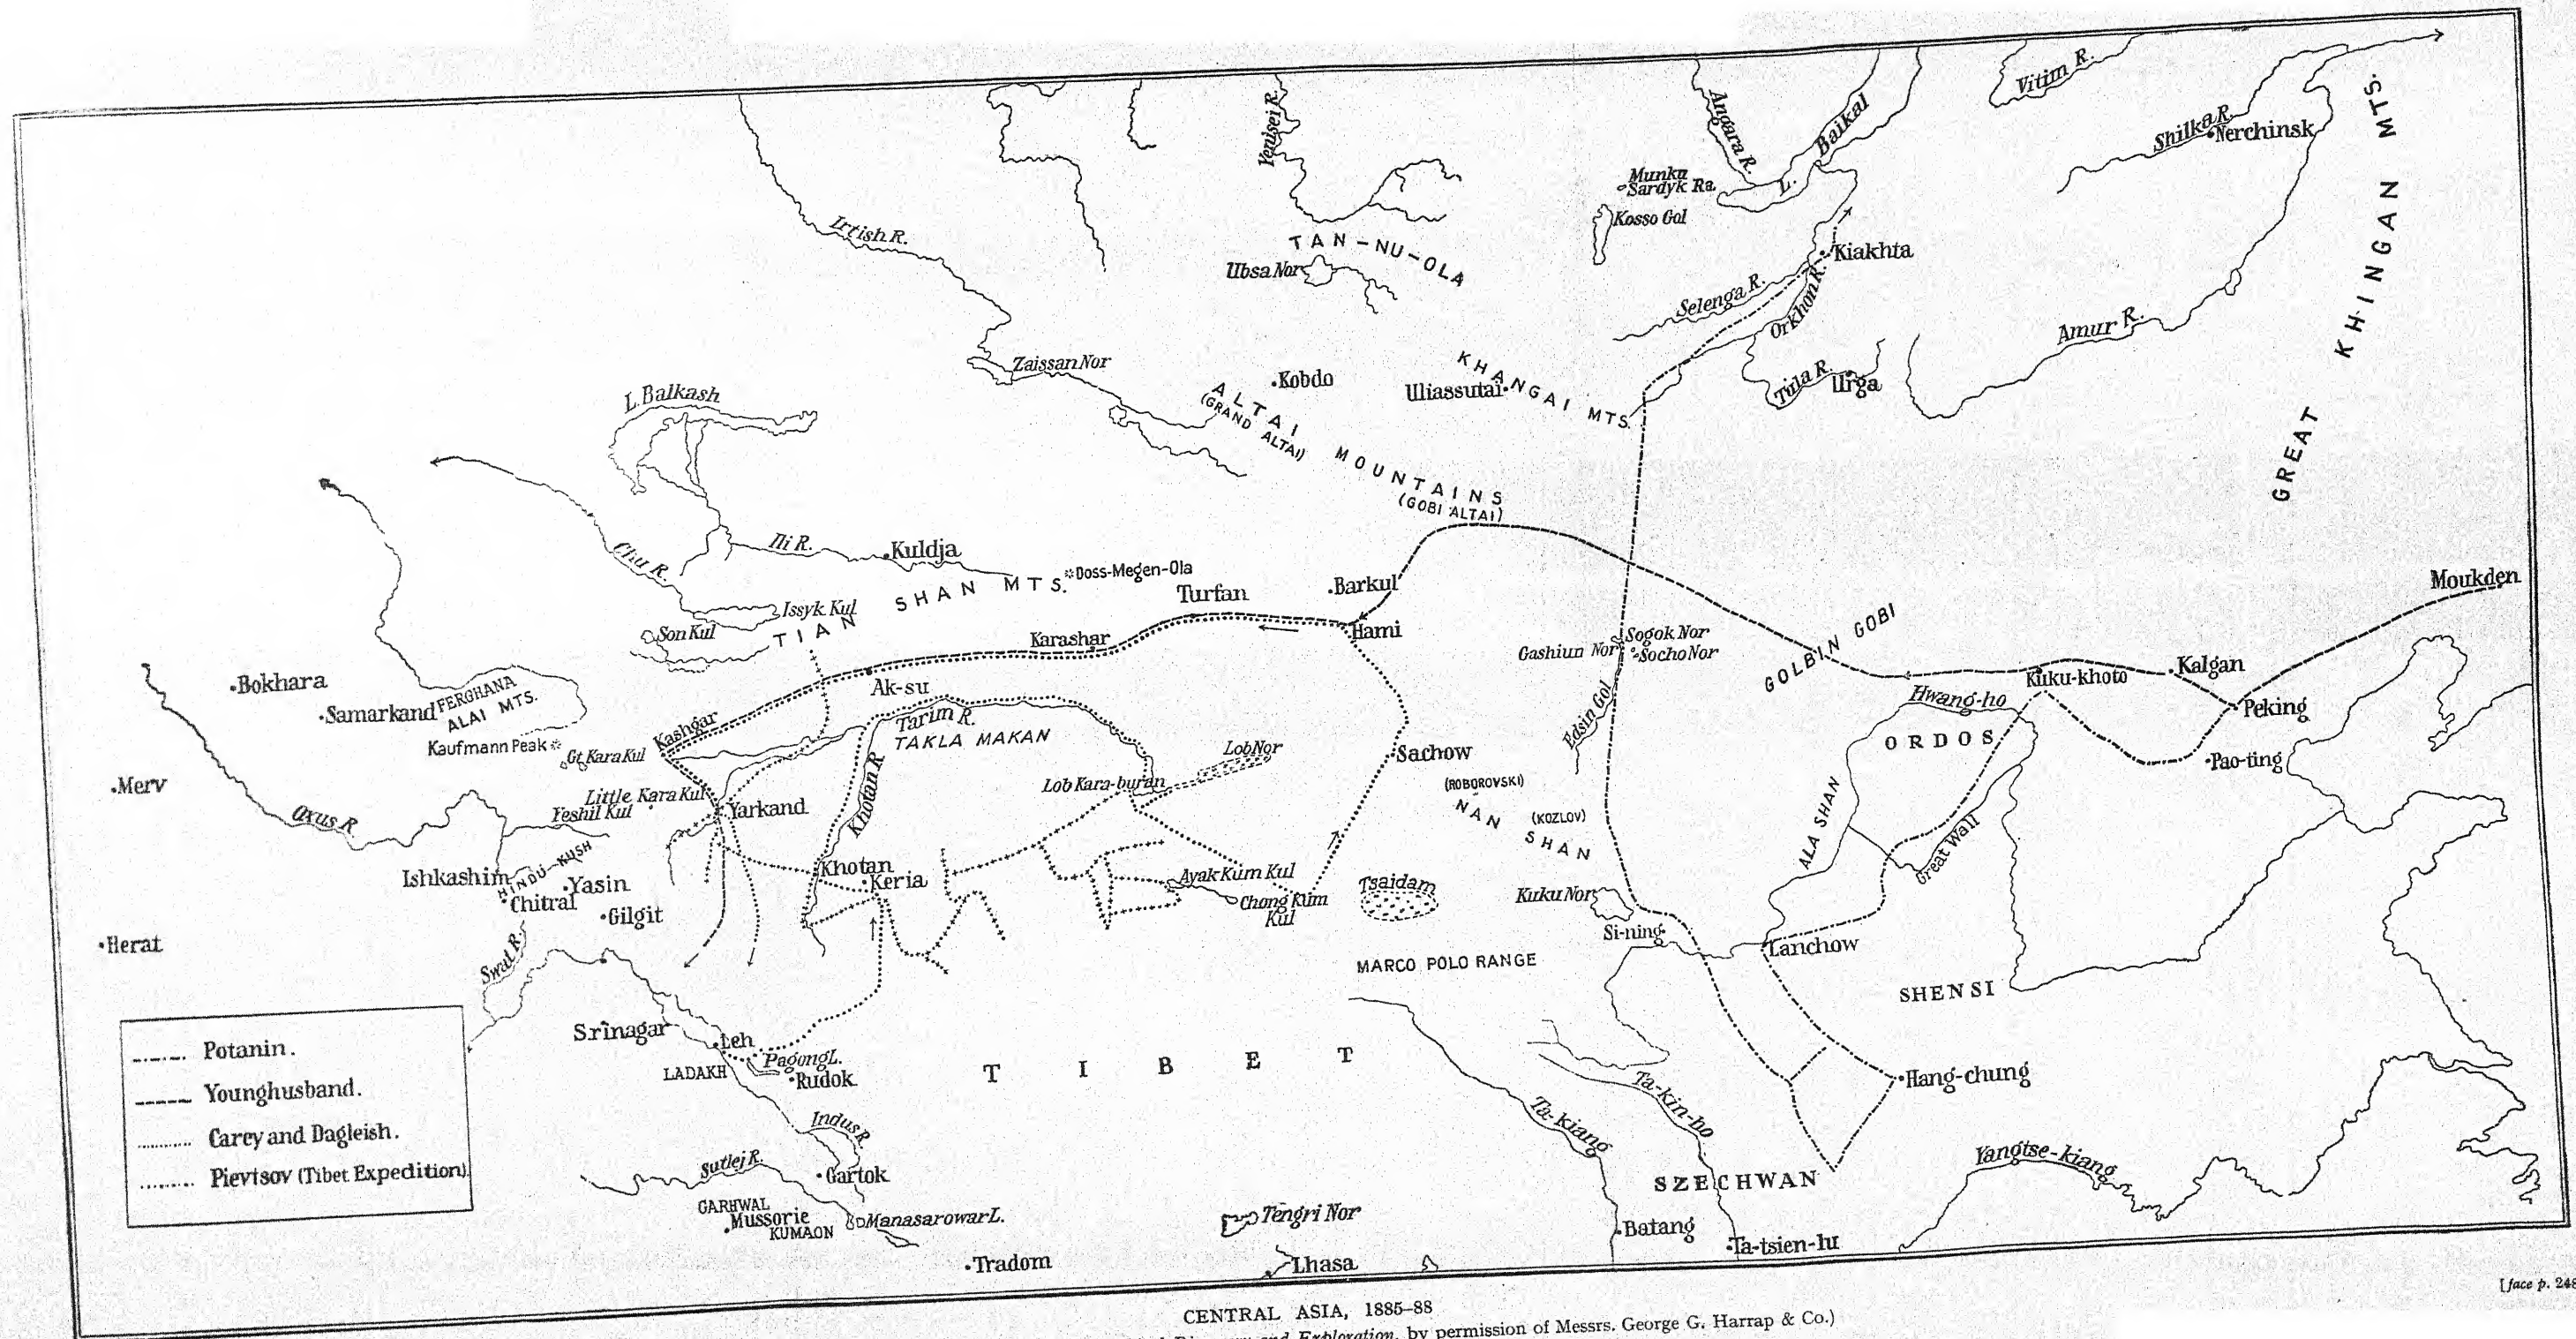 Vitim R.
Shilka R.
Nerchinsk
GREAT KHINGAN MTS.
Yenisei R.
Angara R.
L. Baikal
Munku
Sardyk Ra.
Kosso Gol
Irtish R.
TAN-NU-OLA
Ubsa Nor
Kiakhta
Selenga R.
Orkhon R.
Amur R.
Tula R.
Urga
Zaissan Nor
Kobdo
Uliassutai
KHANGAI MTS.
ALTAI MOUNTAINS
(GRAND ALTAI)
(GOBI ALTAI)
L. Balkash
Chu R.
Ili R.
Kuldja
Doss-Megen-Ola
TIAN SHAN MTS.
Issyk Kul
Son Kul
Turfan
Barkul
Hami
Karashar
Moukden
Gashiun Nor
Sogok Nor
Socho Nor
GOLBIN GOBI
Edsin Gol
Kuku-khoto
Kalgan
Peking
Pao-ting
Hwang-ho
ORDOS
Bokhara
Samarkand
FERGHANA
ALAI MTS.
Kaufmann Peak
Gt. Kara Kul
Kashgar
Ak-su
Tarim R.
TAKLA MAKAN
Lob Nor
Lob Kara-buran
Sachow
(ROBOROVSKI)
NAN SHAN
(KOZLOV)
ALA SHAN
Great Wall
Merv
Oxus R.
Little Kara Kul
Yeshil Kul
Yarkand
Khotan R.
Khotan
Keria
Ayak Kum Kul
Chong Kum
Kul
Tsaidam
Kuku Nor
Si-ning
Lanchow
Ishkashim
HINDU-KUSH
Yasin
Chitral
Gilgit
Herat
Swat R.
MARCO POLO RANGE
SHENSI
Srinagar
Leh
Pagong L.
LADAKH
Rudok
TIBET
Ta-kin-ho
Hang-chung
Ta-kiang
Indus R.
Sutlej R.
Gartok
GARHWAL
Mussorie
KUMAON
Manasarowar L.
SZECHWAN
Yangtse-kiang
Tengri Nor
Batang
Ta-tsien-lu
Tradom
Lhasa
Potanin.
Younghusband.
Carey and Dagleish.
Pievtsov (Tibet Expedition).
[face p. 248
CENTRAL ASIA, 1885-88
and Exploration, by permission of Messrs. George G. Harrap & Co.)